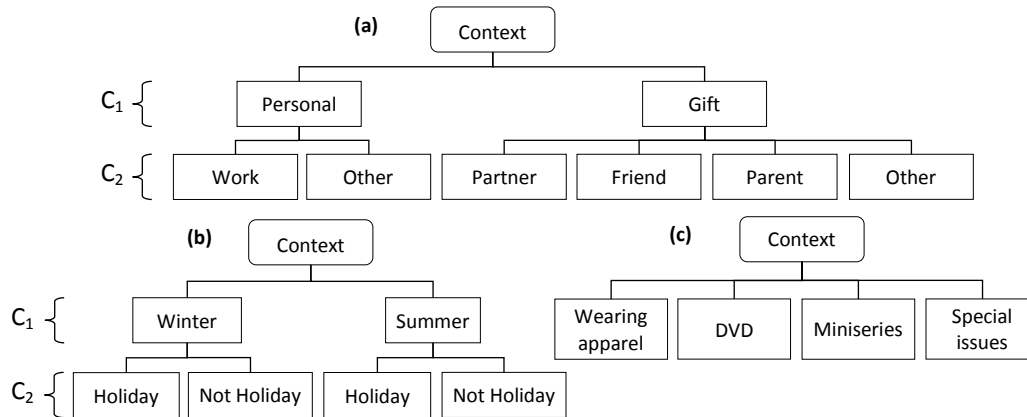 (a)
Context
C₁
Personal
Gift
C₂
Work
Other
Partner
Friend
Parent
Other
(b)
Context
C₁
Winter
Summer
C₂
Holiday
Not Holiday
Holiday
Not Holiday
(c)
Context
Wearing
apparel
DVD
Miniseries
Special
issues